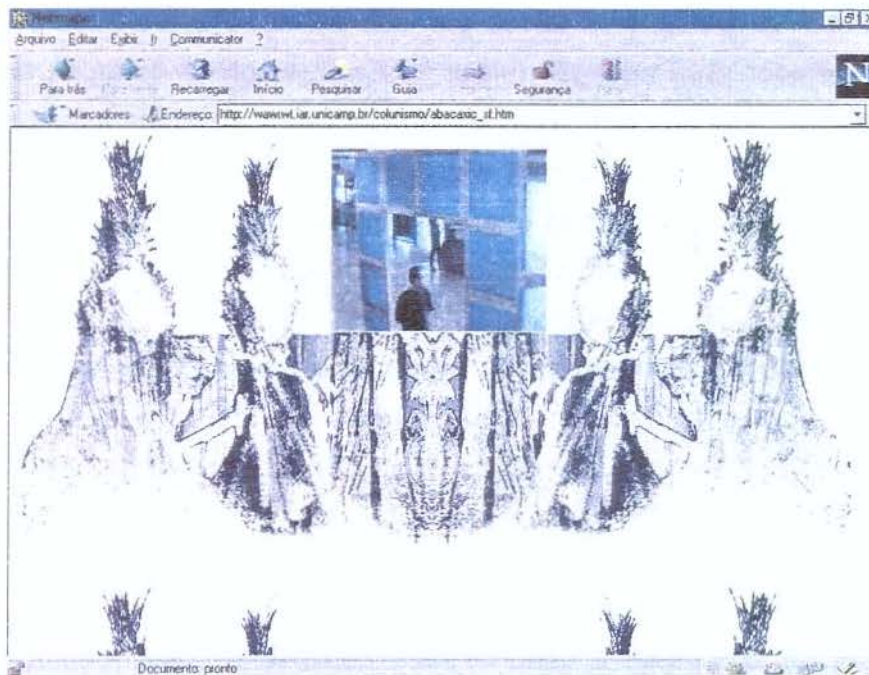 Netscape
Arquivo Editar Exibir Ir Communicator ?
Para trás Recarregar Início Pesquisar Guia Segurança
N
Marcadores Endereço: http://wawrwt.iar.unicamp.br/colunismo/abacaxic_st.htm
Documento: pronto